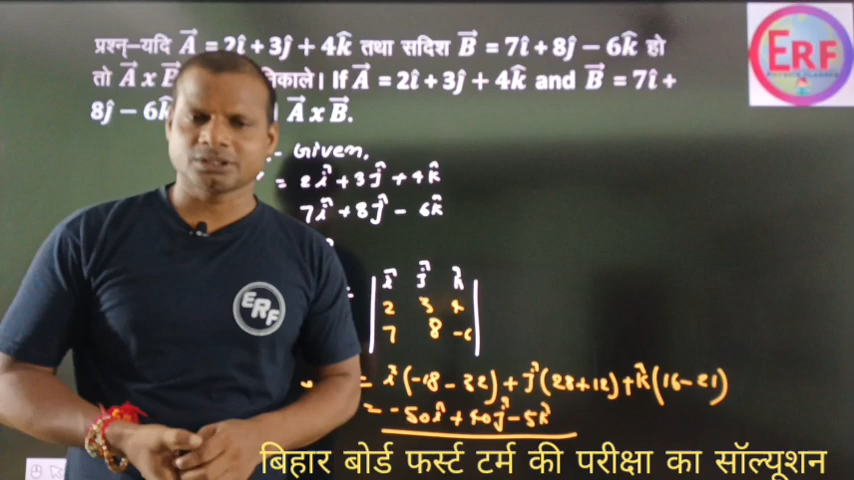 प्रश्न-यदि A⃗ = 2î + 3ĵ + 4k̂ तथा सदिश B⃗ = 7î + 8ĵ − 6k̂ हो
तो A⃗ x B निकाले। If A⃗ = 2î + 3ĵ + 4k̂ and B⃗ = 7î +
8ĵ − 6k A⃗ x B⃗.
ERF
Given,
= 2î + 3ĵ + 4k̂
7î + 8ĵ − 6k̂
î ĵ k̂
2 3 4
7 8 -6
= î(-18 - 32) + ĵ(28+12) + k̂(16-21)
= -50î + 40ĵ - 5k̂
ERF
बिहार बोर्ड फर्स्ट टर्म की परीक्षा का सॉल्यूशन